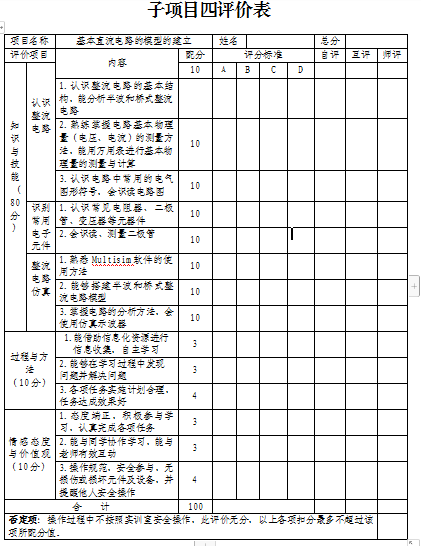 子项目四评价表
项目名称 基本直流电路的模型的建立 姓名 总分
评价项目 内容 配分 评分标准 自评 互评 师评
10 A B C D
知识与技能(80分)
认识整流电路
1.认识整流电路的基本结
构,能分析半波和桥式整
流电路
2.熟练掌握电路基本物理
量(电压、电流)的测量方
法,能用万用表进行基本物
理量的测量与计算
10
3.认识电路中常用的电气
图形符号,会识读电路图
10
识别常用电子元件
1.认识常见电阻器、二极
管、变压器等元器件
10
2.会识读、测量二极管
10
整流电路仿真
1.熟悉Multisim软件的使
用方法
10
2.能够搭建半波和桥式整
流电路模型
10
3.掌握电路的分析方法,会
使用仿真示波器
10
过程与方法
(10分)
1.能借助信息化资源进行
信息收集,自主学习
3
2.能够在学习过程中发现
问题并解决问题
3
3.各项任务实施计划合理,
任务达成效果好
4
情感态度
与价值观
(10分)
1.态度端正,积极参与学
习,认真完成各项任务
3
2.能与同学协作学习,能与
老师有效互动
3
3.操作规范,安全参与,无
损伤或损坏元件及设备,并
提醒他人安全操作
4
合 计 100
否定项:操作过程中不按照实训室安全操作,此评价无分,以上各项扣分最多不超过该
项所配分值。